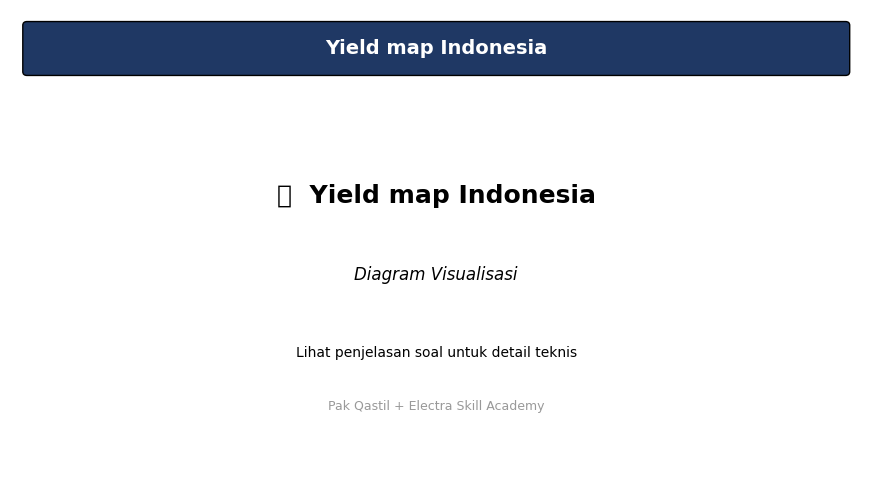 Yield map Indonesia
Yield map Indonesia
Diagram Visualisasi
Lihat penjelasan soal untuk detail teknis
Pak Qastil + Electra Skill Academy